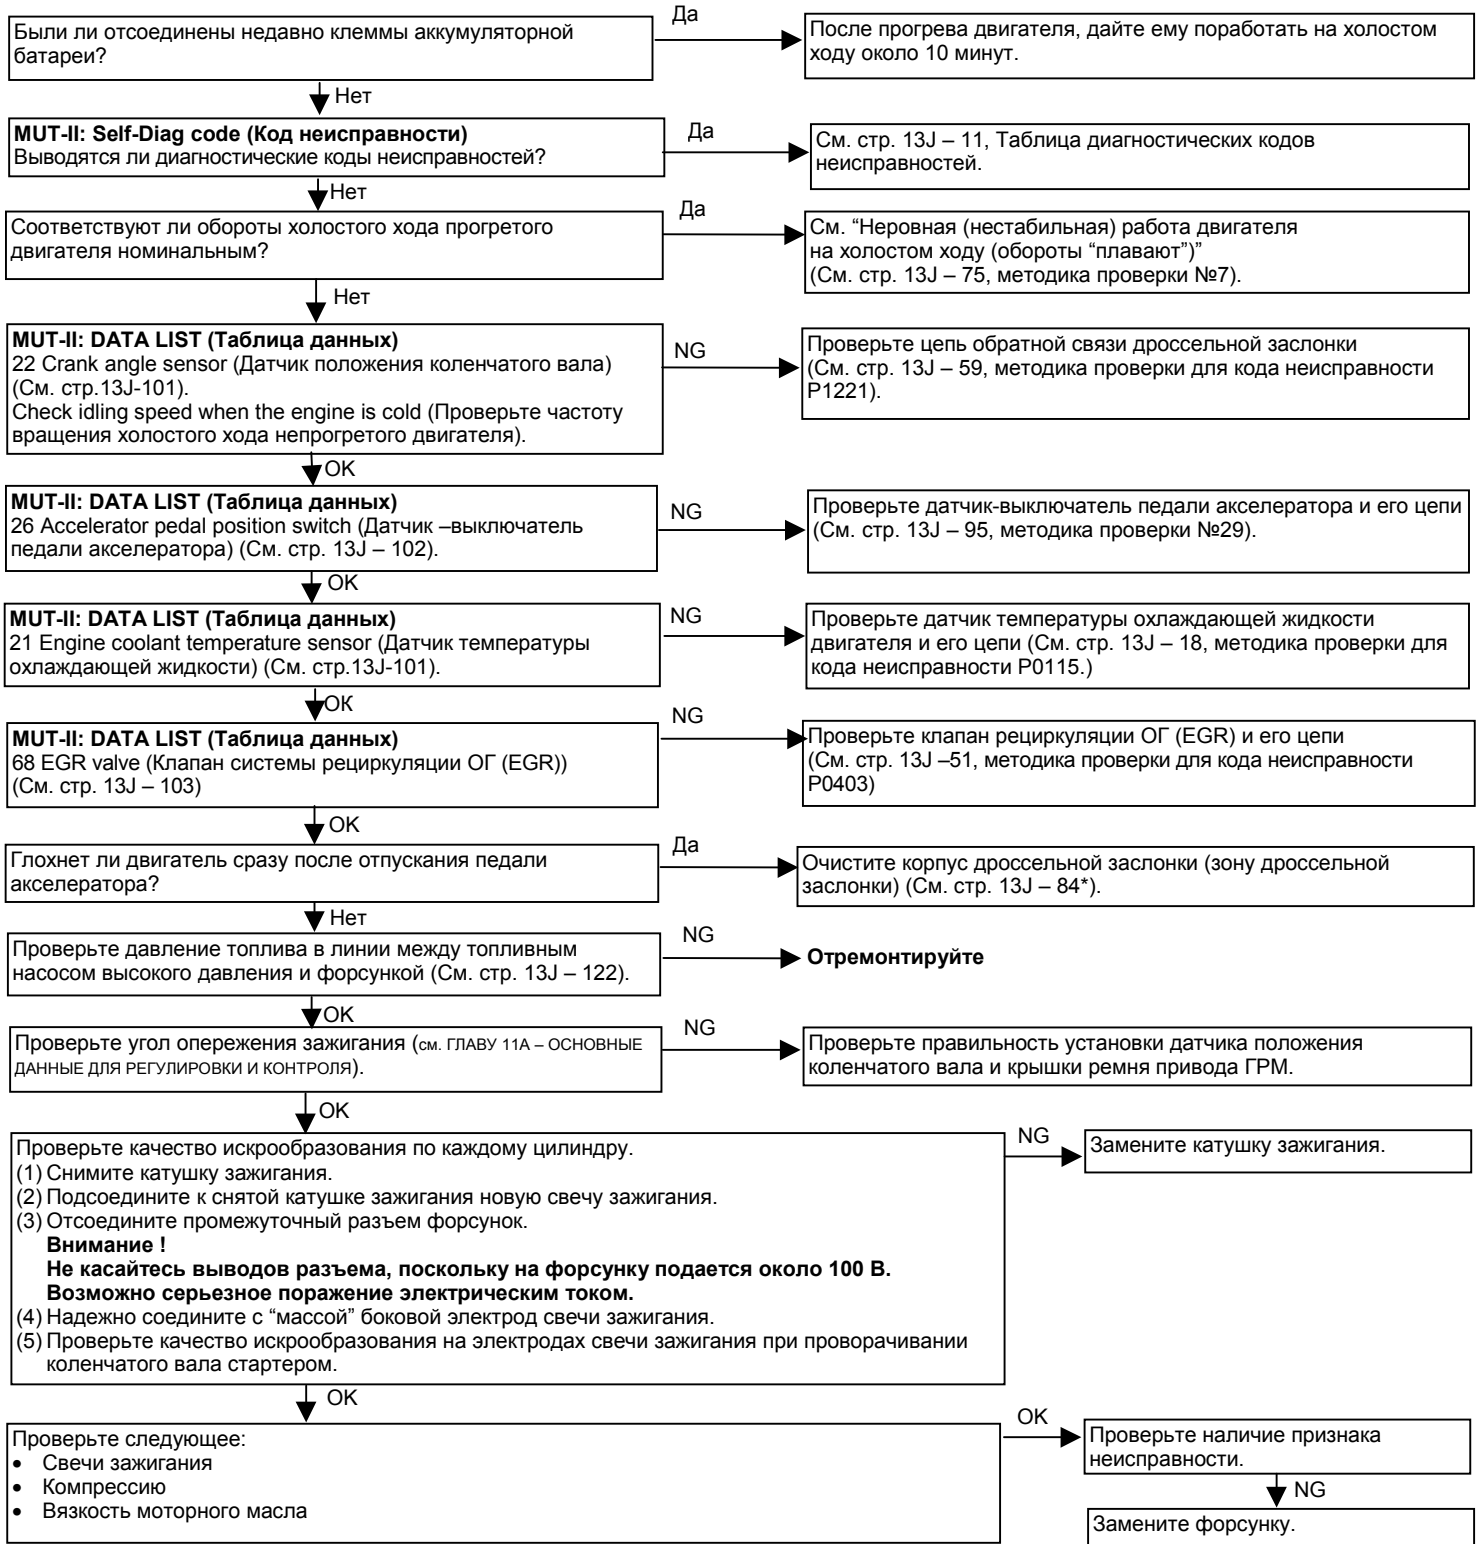 Были ли отсоединены недавно клеммы аккумуляторной
батареи?
Да
После прогрева двигателя, дайте ему поработать на холостом
ходу около 10 минут.
Нет
MUT-II: Self-Diag code (Код неисправности)
Выводятся ли диагностические коды неисправностей?
Да
См. стр. 13J – 11, Таблица диагностических кодов
неисправностей.
Нет
Соответствуют ли обороты холостого хода прогретого
двигателя номинальным?
Да
См. “Неровная (нестабильная) работа двигателя
на холостом ходу (обороты “плавают”)”
(См. стр. 13J – 75, методика проверки №7).
Нет
MUT-II: DATA LIST (Таблица данных)
22 Crank angle sensor (Датчик положения коленчатого вала)
(См. стр.13J-101).
Check idling speed when the engine is cold (Проверьте частоту
вращения холостого хода непрогретого двигателя).
NG
Проверьте цепь обратной связи дроссельной заслонки
(См. стр. 13J – 59, методика проверки для кода неисправности
P1221).
OK
MUT-II: DATA LIST (Таблица данных)
26 Accelerator pedal position switch (Датчик –выключатель
педали акселератора) (См. стр. 13J – 102).
NG
Проверьте датчик-выключатель педали акселератора и его цепи
(См. стр. 13J – 95, методика проверки №29).
OK
MUT-II: DATA LIST (Таблица данных)
21 Engine coolant temperature sensor (Датчик температуры
охлаждающей жидкости) (См. стр.13J-101).
NG
Проверьте датчик температуры охлаждающей жидкости
двигателя и его цепи (См. стр. 13J – 18, методика проверки для
кода неисправности P0115.)
OK
MUT-II: DATA LIST (Таблица данных)
68 EGR valve (Клапан системы рециркуляции ОГ (EGR))
(См. стр. 13J – 103)
NG
Проверьте клапан рециркуляции ОГ (EGR) и его цепи
(См. стр. 13J –51, методика проверки для кода неисправности
P0403)
OK
Глохнет ли двигатель сразу после отпускания педали
акселератора?
Да
Очистите корпус дроссельной заслонки (зону дроссельной
заслонки) (См. стр. 13J – 84*).
Нет
Проверьте давление топлива в линии между топливным
насосом высокого давления и форсункой (См. стр. 13J – 122).
NG
Отремонтируйте
OK
Проверьте угол опережения зажигания (см. ГЛАВУ 11A – ОСНОВНЫЕ
ДАННЫЕ ДЛЯ РЕГУЛИРОВКИ И КОНТРОЛЯ).
NG
Проверьте правильность установки датчика положения
коленчатого вала и крышки ремня привода ГРМ.
OK
Проверьте качество искрообразования по каждому цилиндру.
(1) Снимите катушку зажигания.
(2) Подсоедините к снятой катушке зажигания новую свечу зажигания.
(3) Отсоедините промежуточный разъем форсунок.
Внимание !
Не касайтесь выводов разъема, поскольку на форсунку подается около 100 В.
Возможно серьезное поражение электрическим током.
(4) Надежно соедините с “массой” боковой электрод свечи зажигания.
(5) Проверьте качество искрообразования на электродах свечи зажигания при проворачивании
коленчатого вала стартером.
NG
Замените катушку зажигания.
OK
Проверьте следующее:
• Свечи зажигания
• Компрессию
• Вязкость моторного масла
OK
Проверьте наличие признака
неисправности.
NG
Замените форсунку.